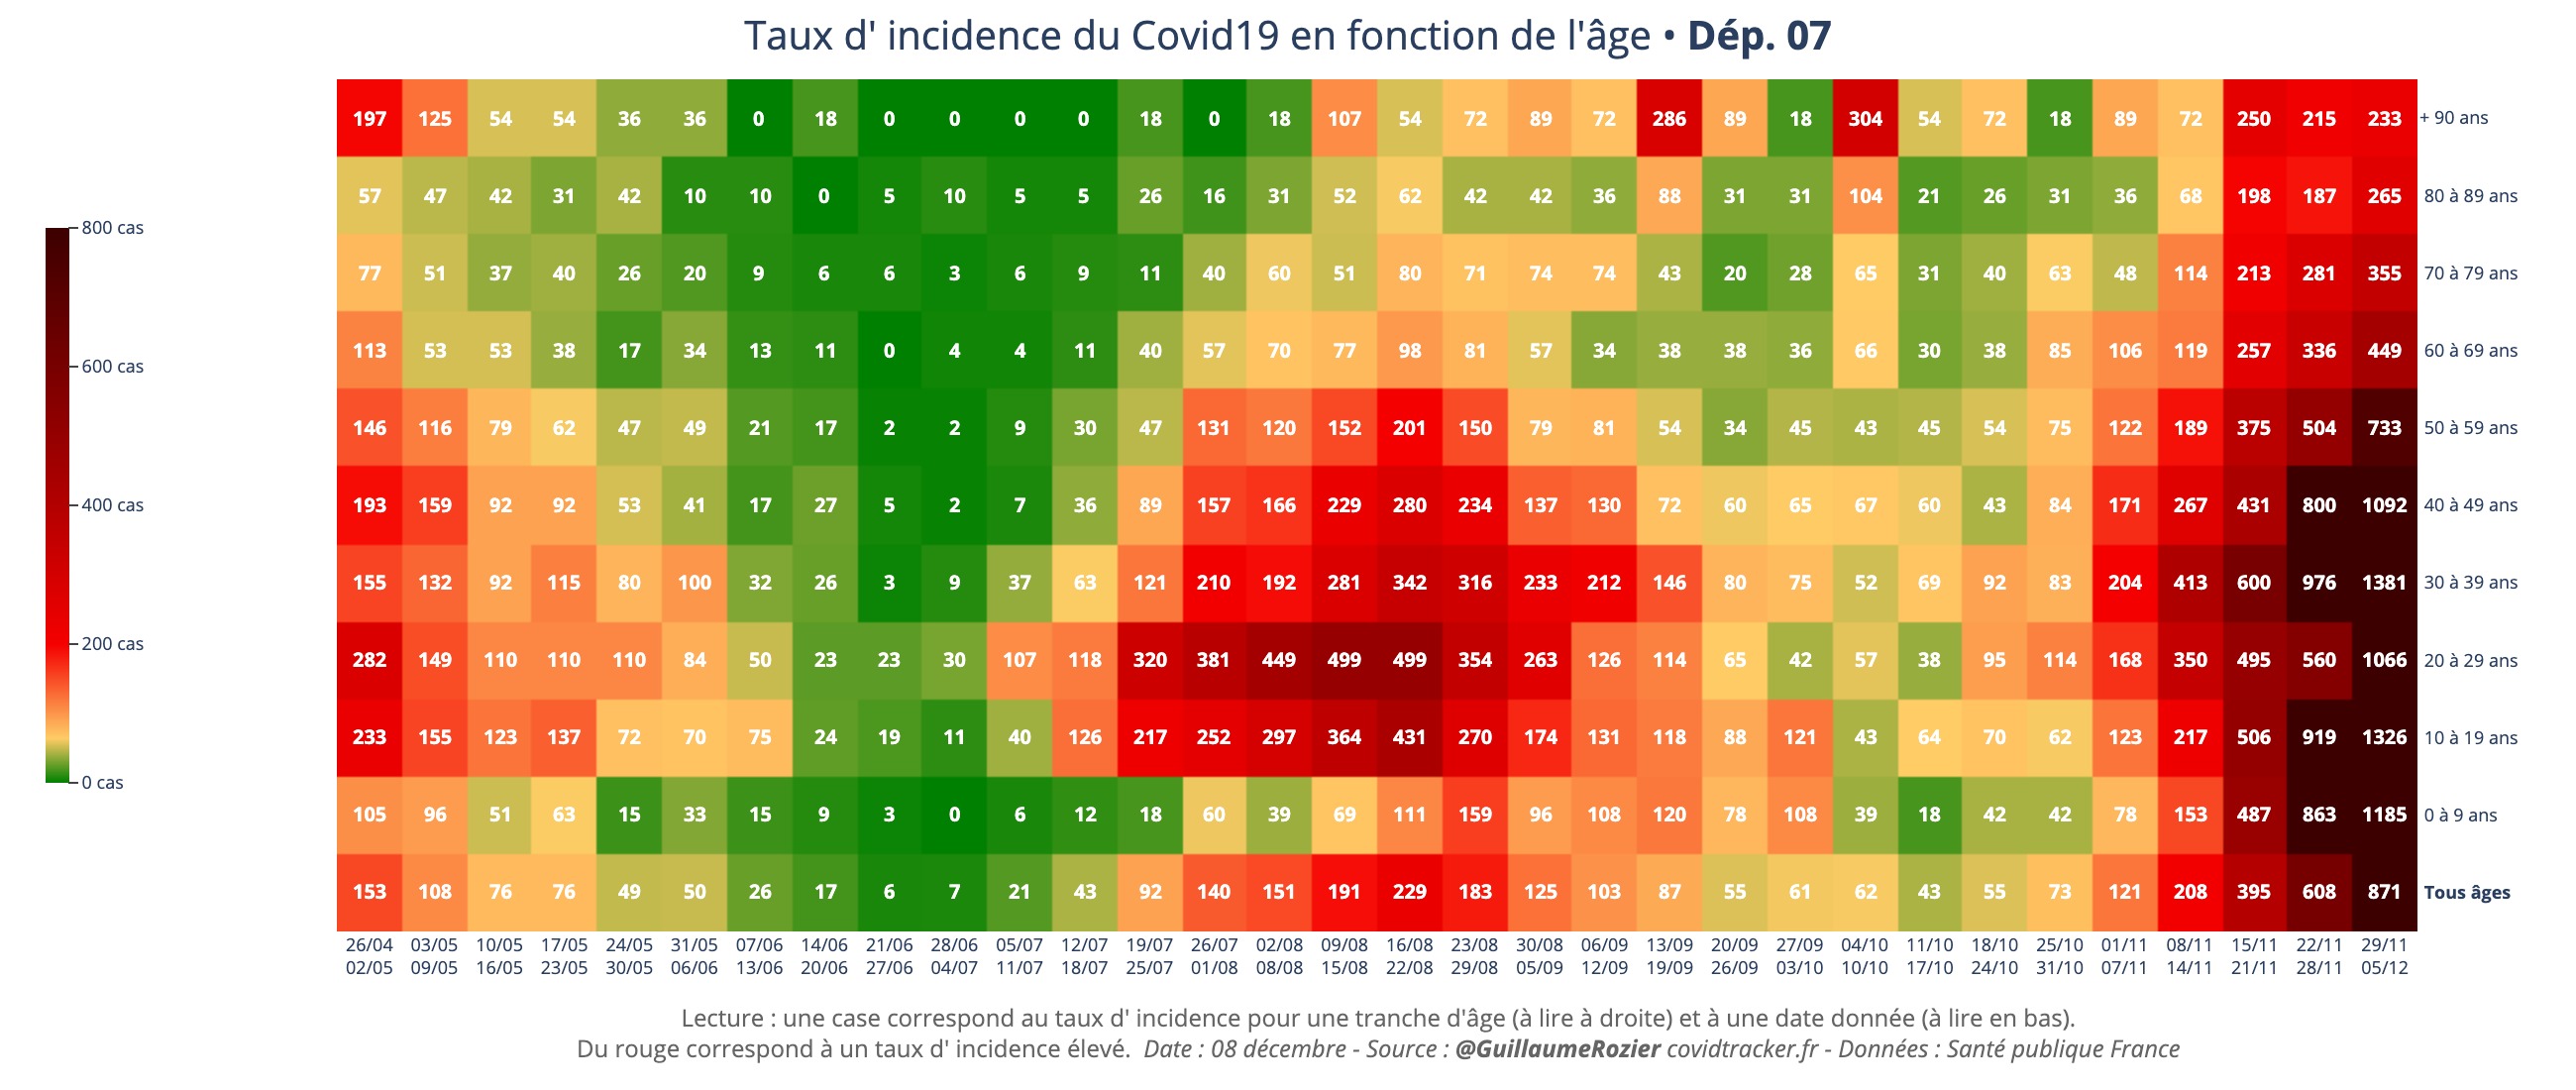 Taux d' incidence du Covid19 en fonction de l'âge • Dép. 07
800 cas
600 cas
400 cas
200 cas
0 cas
197 125 54 54 36 36 0 18 0 0 0 0 18 0 18 107 54 72 89 72 286 89 18 304 54 72 18 89 72 250 215 233 + 90 ans
57 47 42 31 42 10 10 0 5 10 5 5 26 16 31 52 62 42 42 36 88 31 31 104 21 26 31 36 68 198 187 265 80 à 89 ans
77 51 37 40 26 20 9 6 6 3 6 9 11 40 60 51 80 71 74 74 43 20 28 65 31 40 63 48 114 213 281 355 70 à 79 ans
113 53 53 38 17 34 13 11 0 4 4 11 40 57 70 77 98 81 57 34 38 38 36 66 30 38 85 106 119 257 336 449 60 à 69 ans
146 116 79 62 47 49 21 17 2 2 9 30 47 131 120 152 201 150 79 81 54 34 45 43 45 54 75 122 189 375 504 733 50 à 59 ans
193 159 92 92 53 41 17 27 5 2 7 36 89 157 166 229 280 234 137 130 72 60 65 67 60 43 84 171 267 431 800 1092 40 à 49 ans
155 132 92 115 80 100 32 26 3 9 37 63 121 210 192 281 342 316 233 212 146 80 75 52 69 92 83 204 413 600 976 1381 30 à 39 ans
282 149 110 110 110 84 50 23 23 30 107 118 320 381 449 499 499 354 263 126 114 65 42 57 38 95 114 168 350 495 560 1066 20 à 29 ans
233 155 123 137 72 70 75 24 19 11 40 126 217 252 297 364 431 270 174 131 118 88 121 43 64 70 62 123 217 506 919 1326 10 à 19 ans
105 96 51 63 15 33 15 9 3 0 6 12 18 60 39 69 111 159 96 108 120 78 108 39 18 42 42 78 153 487 863 1185 0 à 9 ans
153 108 76 76 49 50 26 17 6 7 21 43 92 140 151 191 229 183 125 103 87 55 61 62 43 55 73 121 208 395 608 871 Tous âges
26/04 03/05 10/05 17/05 24/05 31/05 07/06 14/06 21/06 28/06 05/07 12/07 19/07 26/07 02/08 09/08 16/08 23/08 30/08 06/09 13/09 20/09 27/09 04/10 11/10 18/10 25/10 01/11 08/11 15/11 22/11 29/11
02/05 09/05 16/05 23/05 30/05 06/06 13/06 20/06 27/06 04/07 11/07 18/07 25/07 01/08 08/08 15/08 22/08 29/08 05/09 12/09 19/09 26/09 03/10 10/10 17/10 24/10 31/10 07/11 14/11 21/11 28/11 05/12
Lecture : une case correspond au taux d' incidence pour une tranche d'âge (à lire à droite) et à une date donnée (à lire en bas).
Du rouge correspond à un taux d' incidence élevé. Date : 08 décembre - Source : @GuillaumeRozier covidtracker.fr - Données : Santé publique France